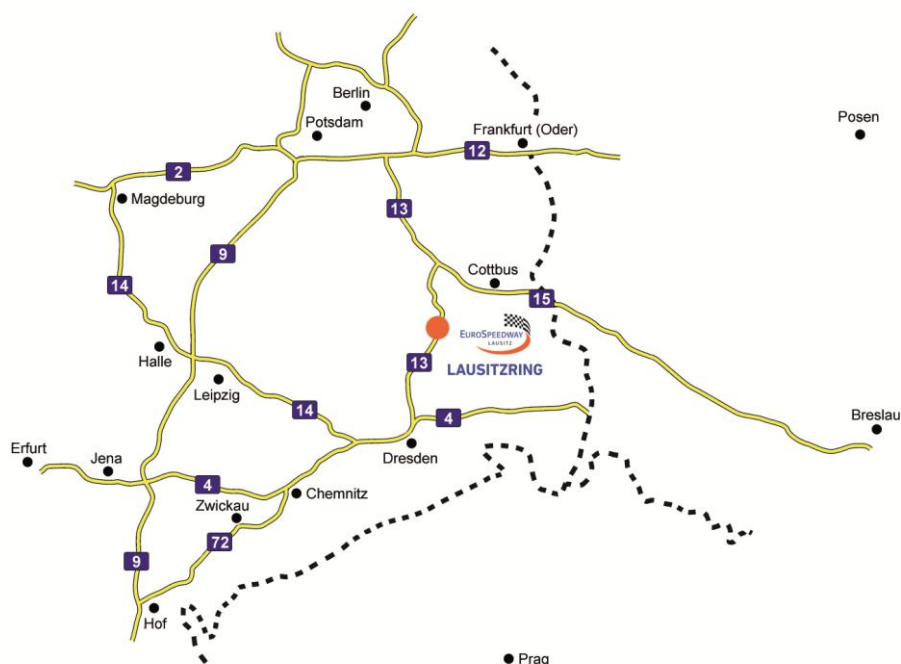 Berlin
Potsdam
Frankfurt (Oder)
Posen
12
2
Magdeburg
13
9
Cottbus
14
15
EUROSPEEDWAY
LAUSITZ
LAUSITZRING
Halle
13
Leipzig
14
4
Breslau
Dresden
Erfurt
Jena
4
Chemnitz
Zwickau
72
9
Hof
Prag